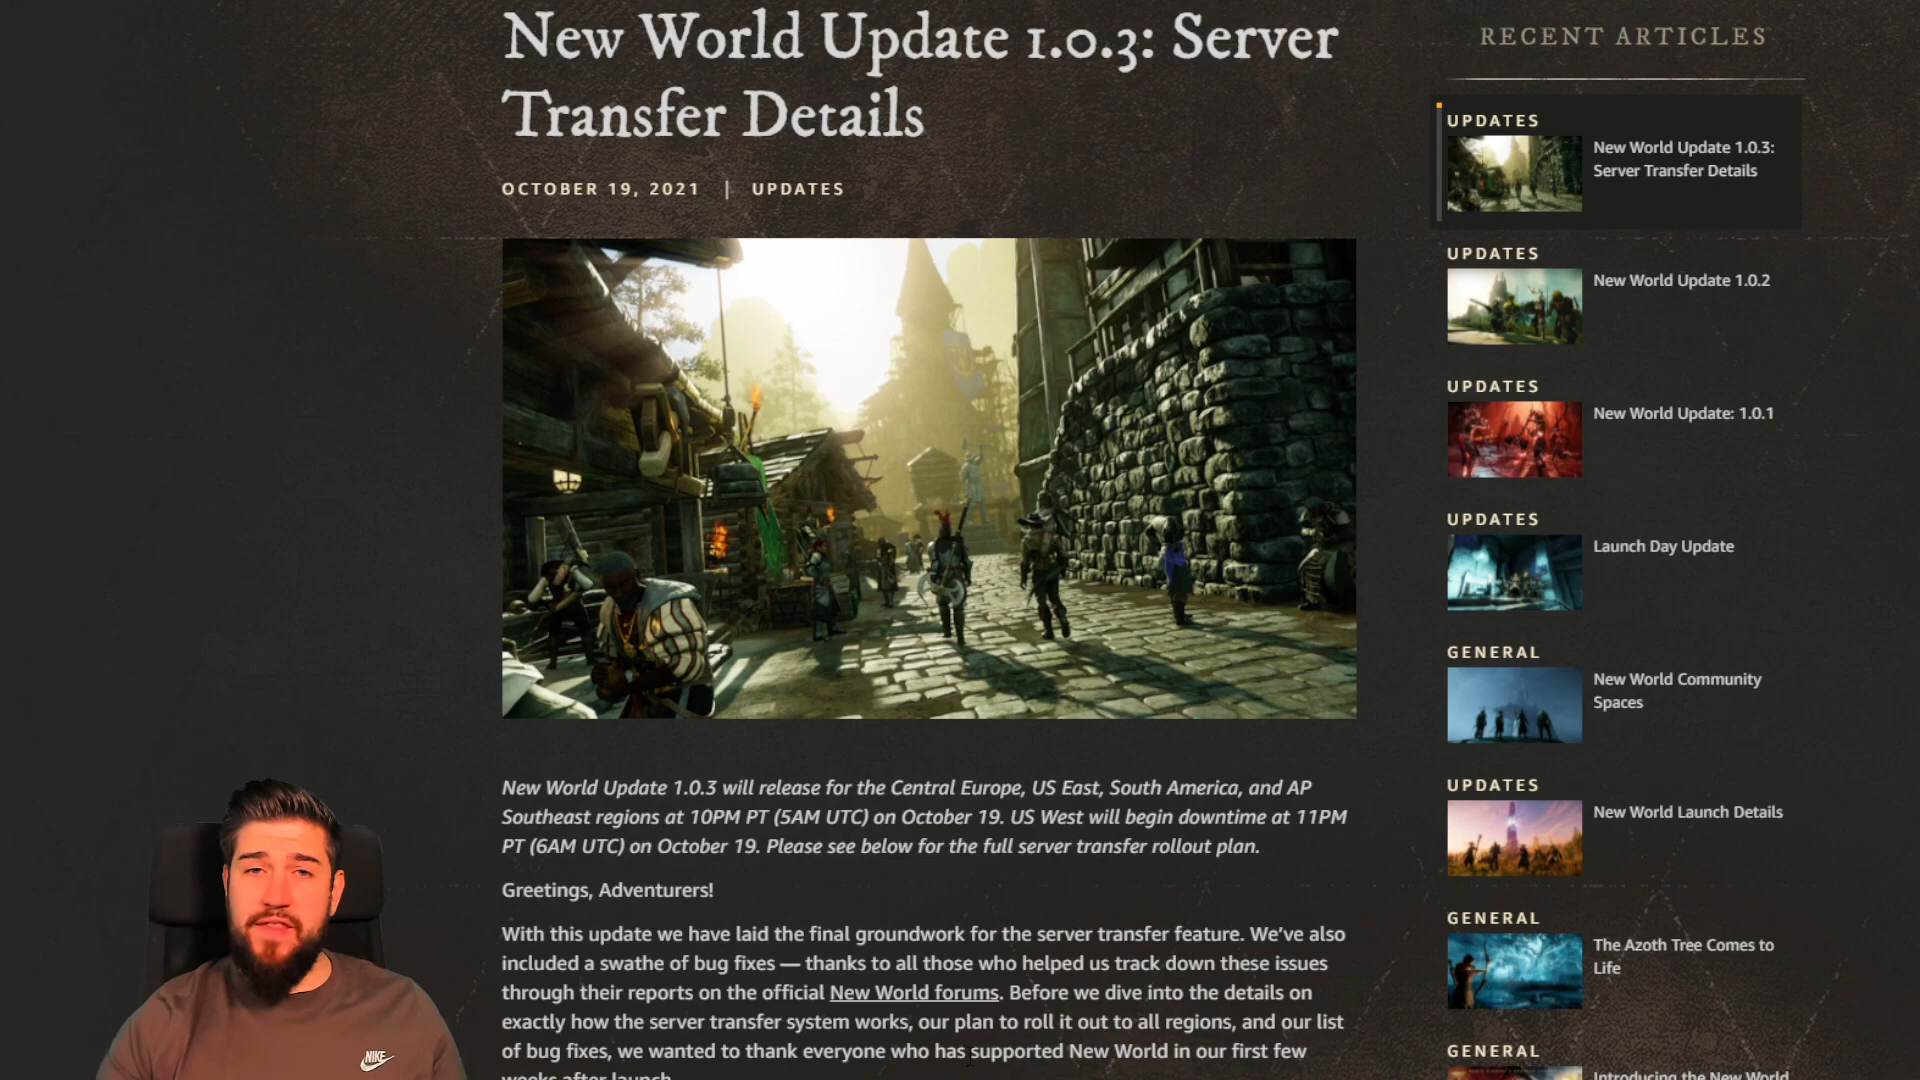 New World Update 1.0.3: Server
Transfer Details
OCTOBER 19, 2021 | UPDATES
New World Update 1.0.3 will release for the Central Europe, US East, South America, and AP
Southeast regions at 10PM PT (5AM UTC) on October 19. US West will begin downtime at 11PM
PT (6AM UTC) on October 19. Please see below for the full server transfer rollout plan.
Greetings, Adventurers!
With this update we have laid the final groundwork for the server transfer feature. We’ve also
included a swathe of bug fixes — thanks to all those who helped us track down these issues
through their reports on the official New World forums. Before we dive into the details on
exactly how the server transfer system works, our plan to roll it out to all regions, and our list
of bug fixes, we wanted to thank everyone who has supported New World in our first few
weeks after launch.
NIKE
RECENT ARTICLES
UPDATES
New World Update 1.0.3:
Server Transfer Details
UPDATES
New World Update 1.0.2
UPDATES
New World Update: 1.0.1
UPDATES
Launch Day Update
GENERAL
New World Community
Spaces
UPDATES
New World Launch Details
GENERAL
The Azoth Tree Comes to
Life
GENERAL
Introducing the New World